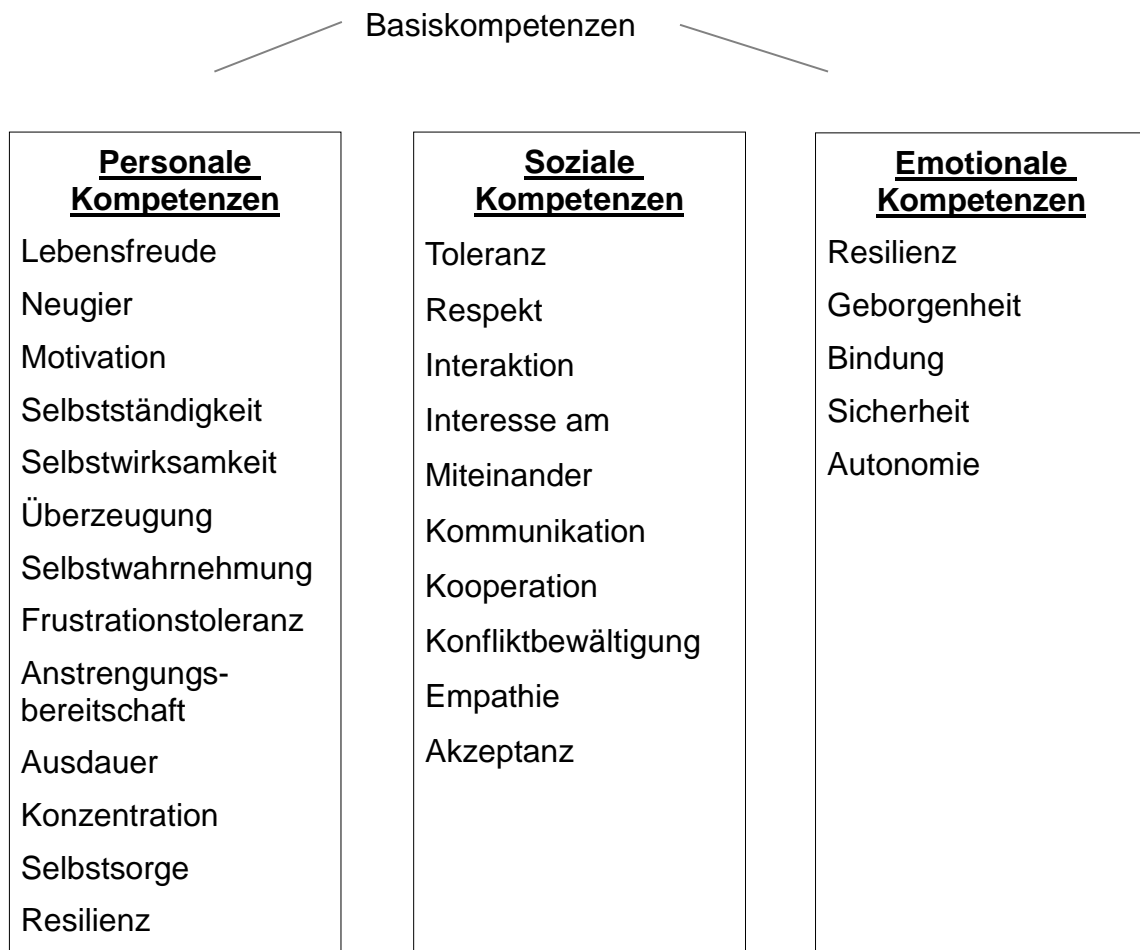 Basiskompetenzen
Personale
Kompetenzen
Lebensfreude
Neugier
Motivation
Selbstständigkeit
Selbstwirksamkeit
Überzeugung
Selbstwahrnehmung
Frustrationstoleranz
Anstrengungs-
bereitschaft
Ausdauer
Konzentration
Selbstsorge
Resilienz
Soziale
Kompetenzen
Toleranz
Respekt
Interaktion
Interesse am
Miteinander
Kommunikation
Kooperation
Konfliktbewältigung
Empathie
Akzeptanz
Emotionale
Kompetenzen
Resilienz
Geborgenheit
Bindung
Sicherheit
Autonomie